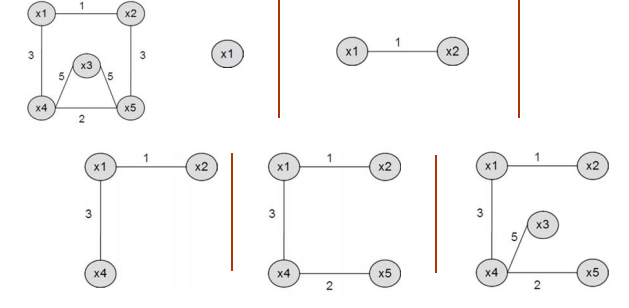 x1 1 x2
3 x3 3 x1 x1 1 x2
5 5
x4 2 x5
x1 1 x2 x1 1 x2 x1 1 x2
3 3 3 x3
5
x4 x4 2 x5 x4 2 x5